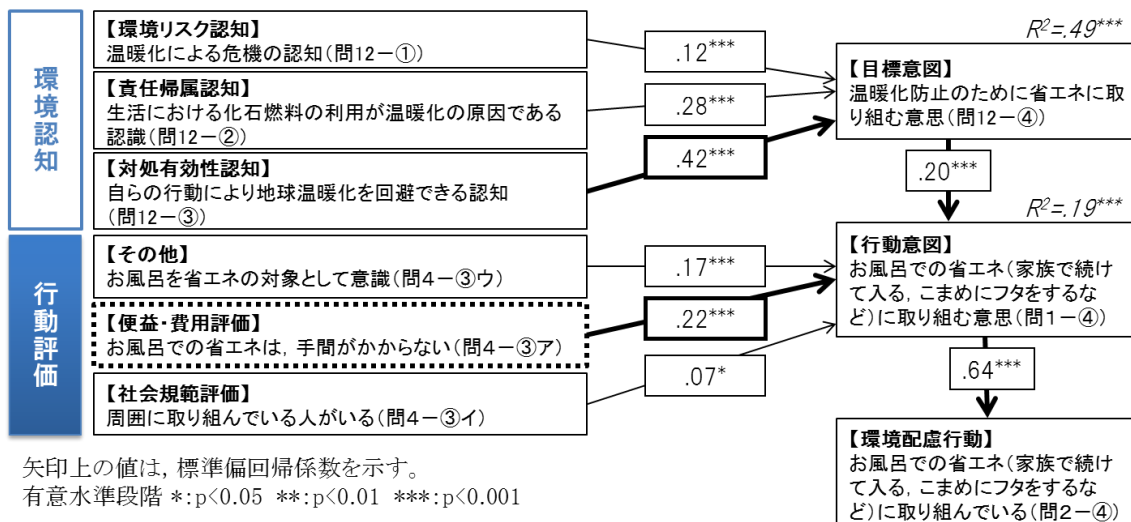 環境認知
【環境リスク認知】
温暖化による危機の認知(問12－①)
【責任帰属認知】
生活における化石燃料の利用が温暖化の原因である
認識(問12－②)
【対処有効性認知】
自らの行動により地球温暖化を回避できる認知
(問12－③)
.12***
.28***
.42***
R²=.49***
【目標意図】
温暖化防止のために省エネに取
り組む意思(問12－④)
.20***
行動評価
【その他】
お風呂を省エネの対象として意識(問4－③ウ)
【便益・費用評価】
お風呂での省エネは，手間がかからない(問4－③ア)
【社会規範評価】
周囲に取り組んでいる人がいる(問4－③イ)
.17***
.22***
.07*
R²=.19***
【行動意図】
お風呂での省エネ(家族で続け
て入る，こまめにフタをするな
ど)に取り組む意思(問1－④)
.64***
【環境配慮行動】
お風呂での省エネ(家族で続け
て入る，こまめにフタをするな
ど)に取り組んでいる(問2－④)
矢印上の値は，標準偏回帰係数を示す。
有意水準段階 *:p<0.05 **:p<0.01 ***:p<0.001